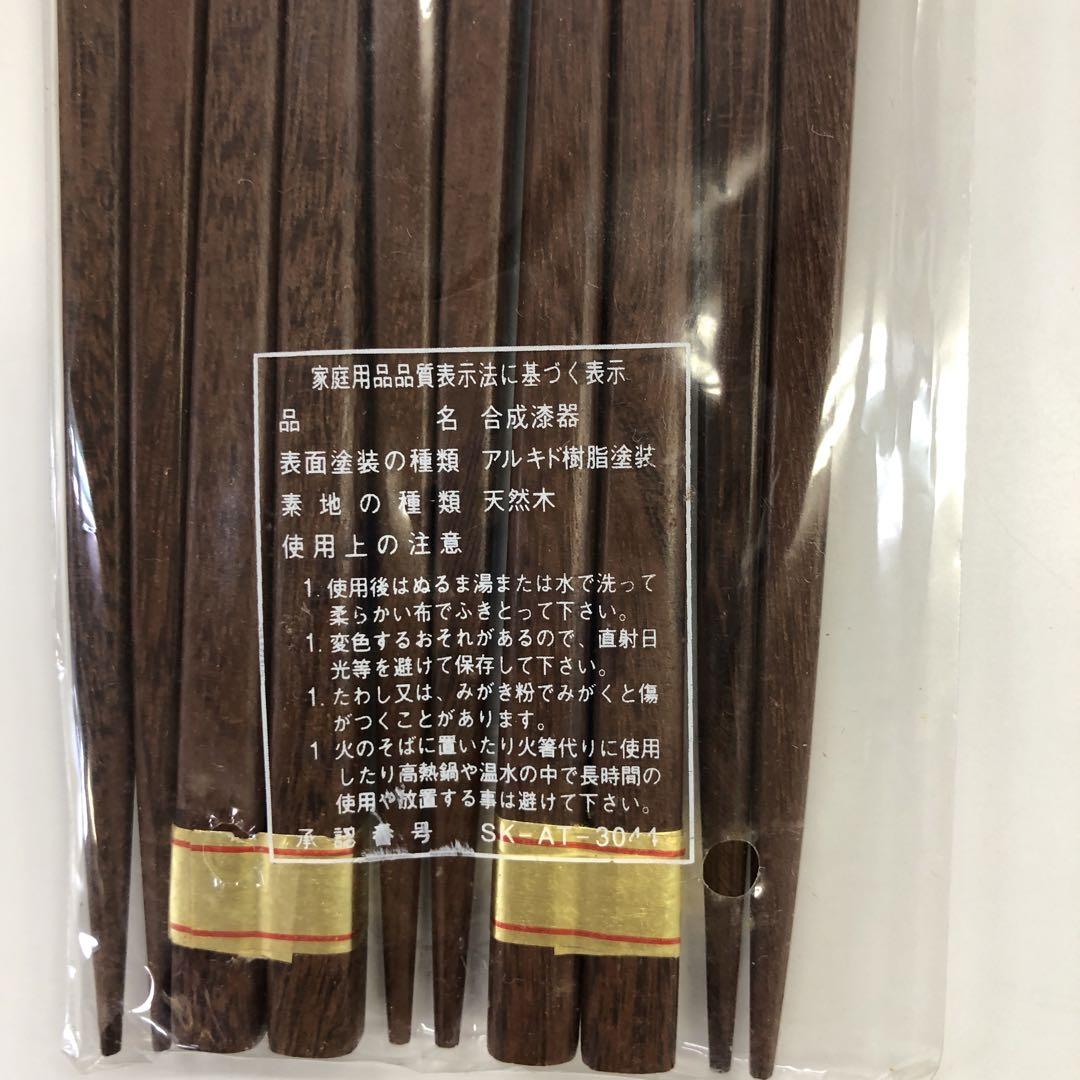 家庭用品品質表示法に基づく表示
品名 合成漆器
表面塗装の種類 アルキド樹脂塗装
素地の種類 天然木
使用上の注意
1. 使用後はぬるま湯または水で洗って
柔らかい布でふきとって下さい。
1. 変色するおそれがあるので、直射日
光等を避けて保存して下さい。
1. たわし又は、みがき粉でみがくと傷
がつくことがあります。
1 火のそばに置いたり火箸代りに使用
したり高熱鍋や温水の中で長時間の
使用や放置する事は避けて下さい。
承認番号